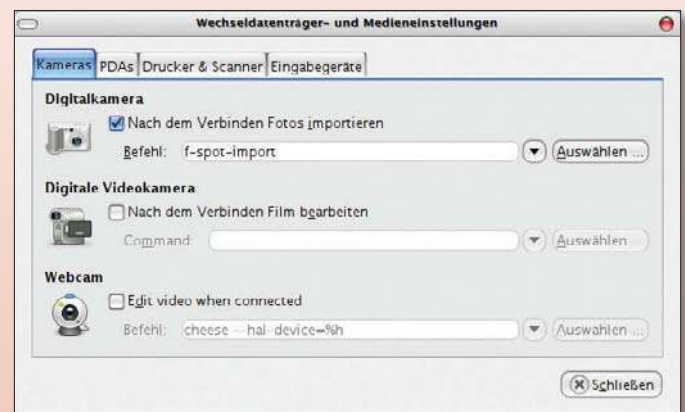 Wechseldatenträger- und Medieneinstellungen
Kameras PDAs Drucker & Scanner Eingabegeräte
Digitalkamera
Nach dem Verbinden Fotos importieren
Befehl: f-spot-import Auswählen ...
Digitale Videokamera
Nach dem Verbinden Film bearbeiten
Command: Auswählen ...
Webcam
Edit video when connected
Befehl: cheese --hal-device=%h Auswählen ...
Schließen